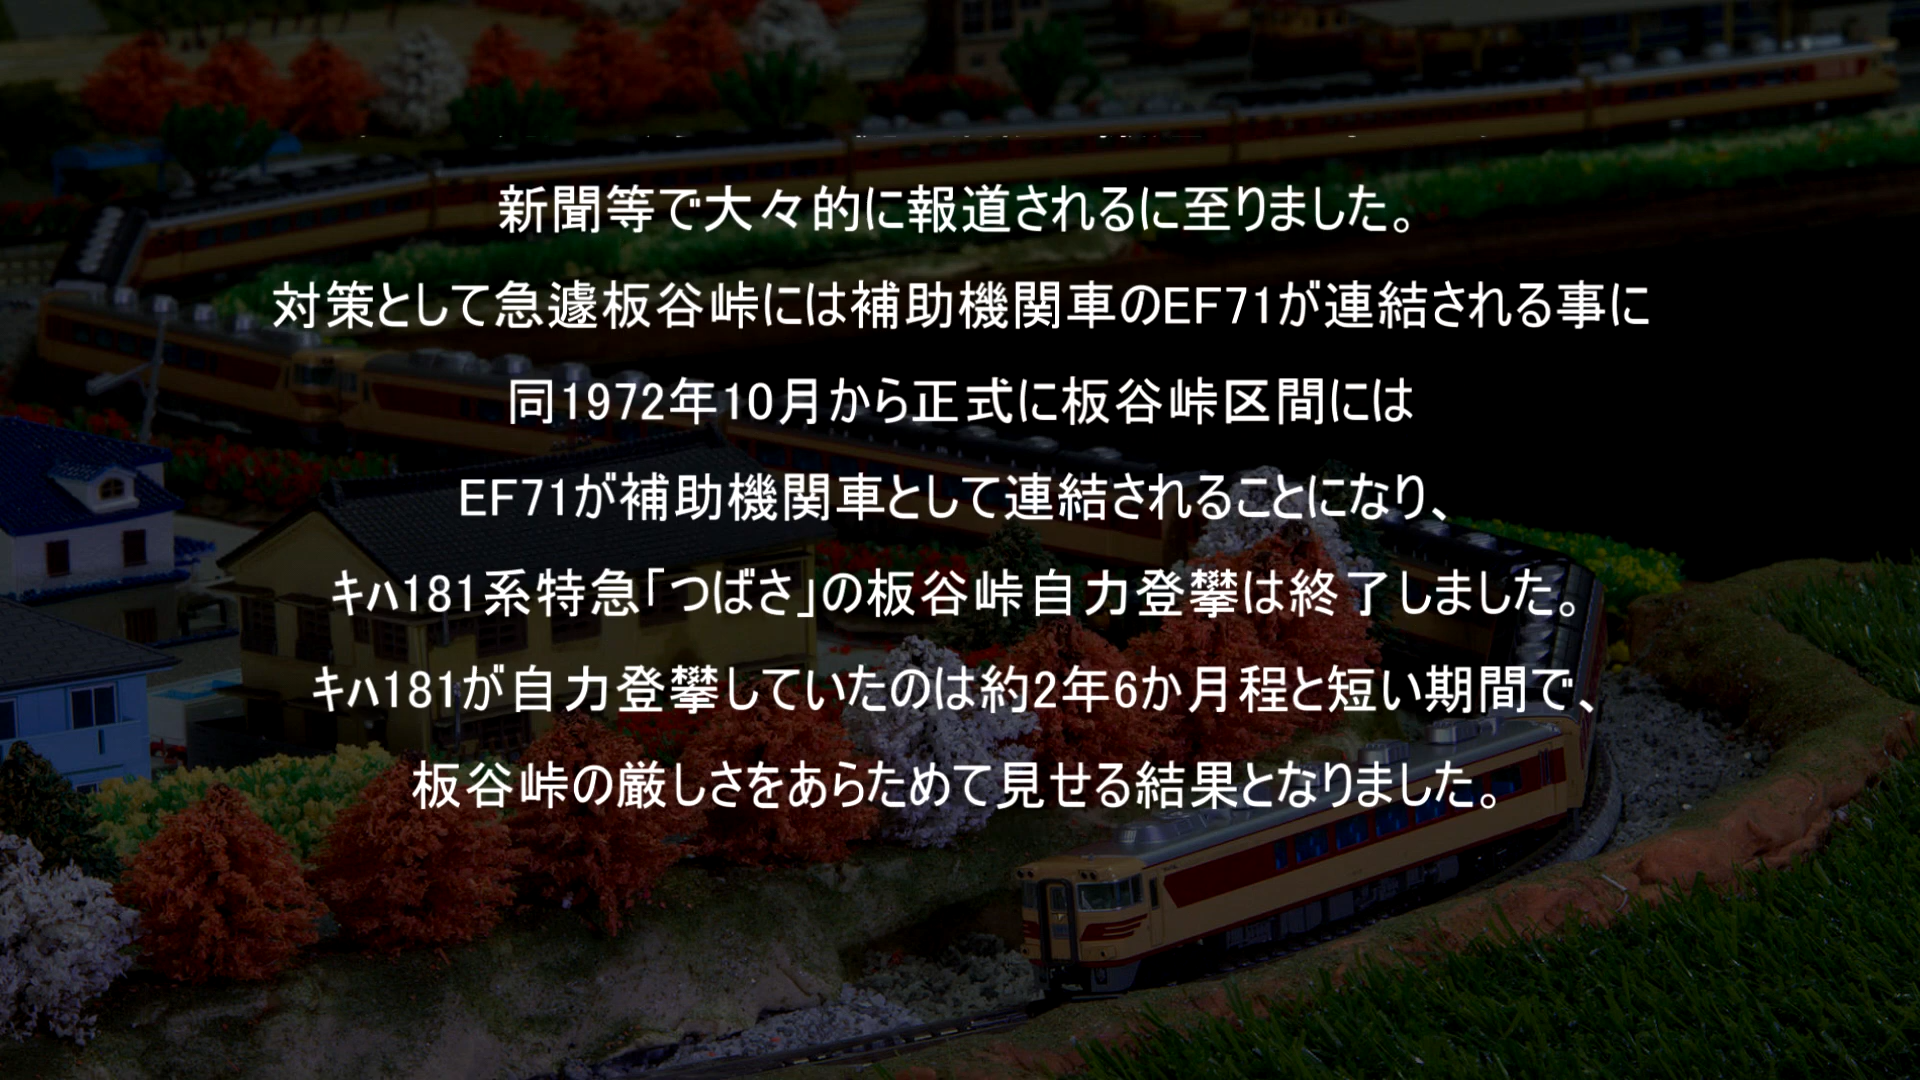 新聞等で大々的に報道されるに至りました。
対策として急遽板谷峠には補助機関車のEF71が連結される事に
同1972年10月から正式に板谷峠区間には
EF71が補助機関車として連結されることになり、
キハ181系特急「つばさ」の板谷峠自力登攀は終了しました。
キハ181が自力登攀していたのは約2年6か月程と短い期間で、
板谷峠の厳しさをあらためて見せる結果となりました。